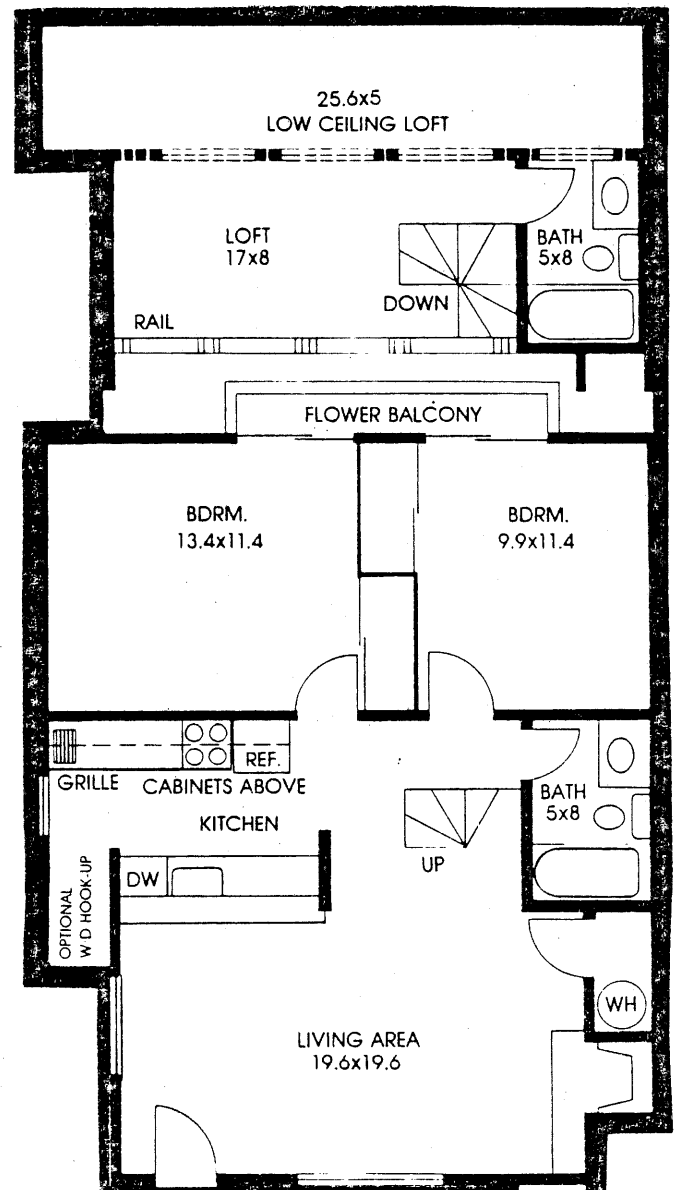 25.6x5
LOW CEILING LOFT
LOFT
17x8
BATH
5x8
DOWN
RAIL
FLOWER BALCONY
BDRM.
13.4x11.4
BDRM.
9.9x11.4
REF.
GRILLE
CABINETS ABOVE
KITCHEN
BATH
5x8
UP
DW
OPTIONAL
W D HOOK-UP
WH
LIVING AREA
19.6x19.6